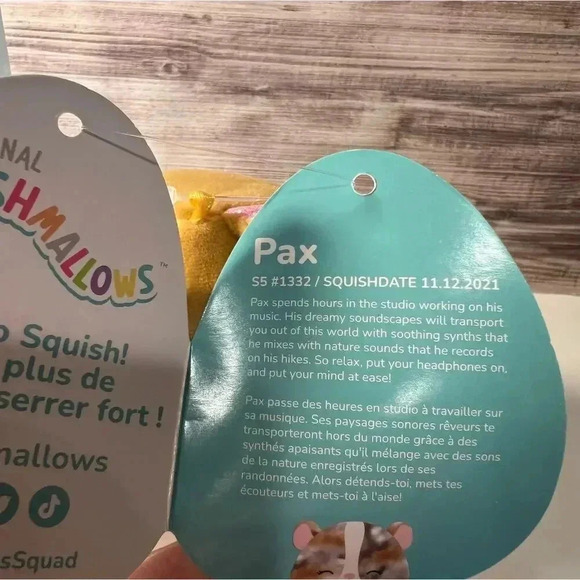 NAL
SHMALLOWS™
o Squish!
plus de
serrer fort !
mallows
sSquad
Pax
S5 #1332 / SQUISHDATE 11.12.2021
Pax spends hours in the studio working on his
music. His dreamy soundscapes will transport
you out of this world with soothing synths that
he mixes with nature sounds that he records
on his hikes. So relax, put your headphones on,
and put your mind at ease!
Pax passe des heures en studio à travailler sur
sa musique. Ses paysages sonores rêveurs te
transporteront hors du monde grâce à des
synthés apaisants qu'il mélange avec des sons
de la nature enregistrés lors de ses
randonnées. Alors détends-toi, mets tes
écouteurs et mets-toi à l'aise!